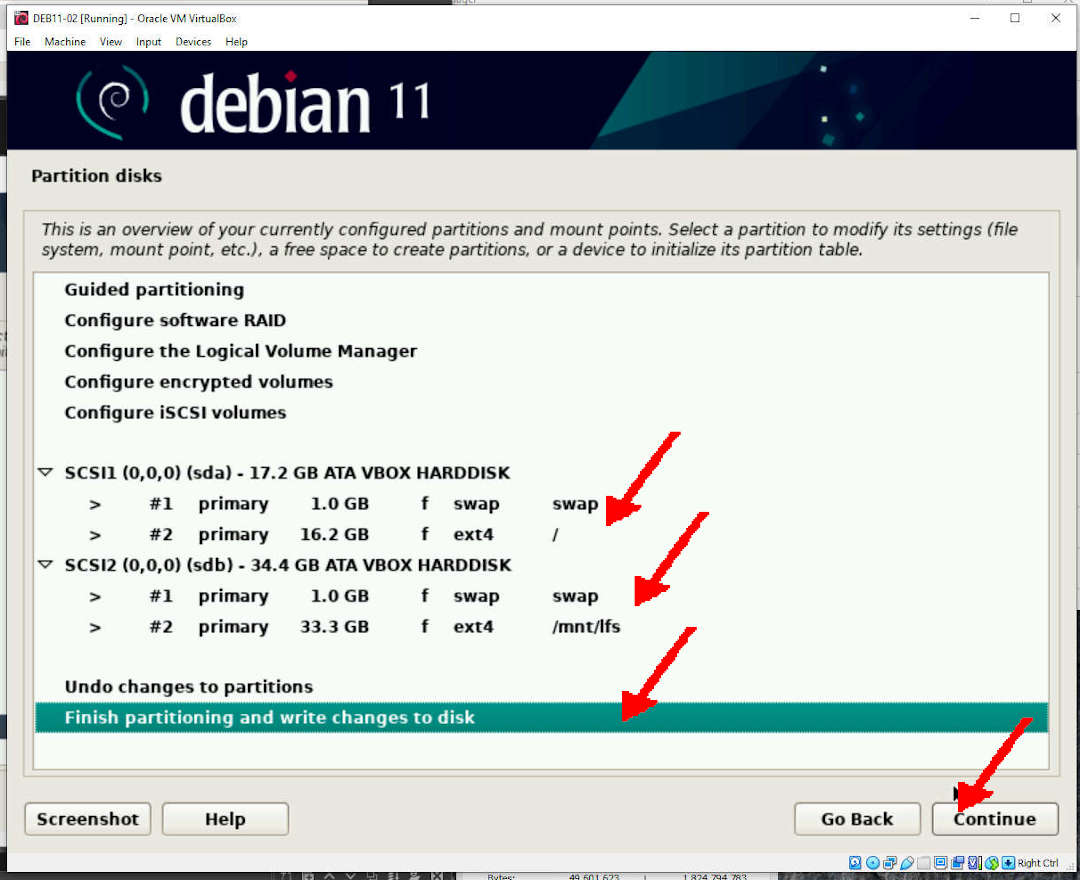 DEB11-02 [Running] - Oracle VM VirtualBox
File Machine View Input Devices Help
debian 11
Partition disks
This is an overview of your currently configured partitions and mount points. Select a partition to modify its settings (file
system, mount point, etc.), a free space to create partitions, or a device to initialize its partition table.
Guided partitioning
Configure software RAID
Configure the Logical Volume Manager
Configure encrypted volumes
Configure iSCSI volumes
SCSI1 (0,0,0) (sda) - 17.2 GB ATA VBOX HARDDISK
> #1 primary 1.0 GB f swap swap
> #2 primary 16.2 GB f ext4 /
SCSI2 (0,0,0) (sdb) - 34.4 GB ATA VBOX HARDDISK
> #1 primary 1.0 GB f swap swap
> #2 primary 33.3 GB f ext4 /mnt/lfs
Undo changes to partitions
Finish partitioning and write changes to disk
Screenshot Help Go Back Continue
Right Ctrl
Bytes: 49,601,623 1,824,794,783